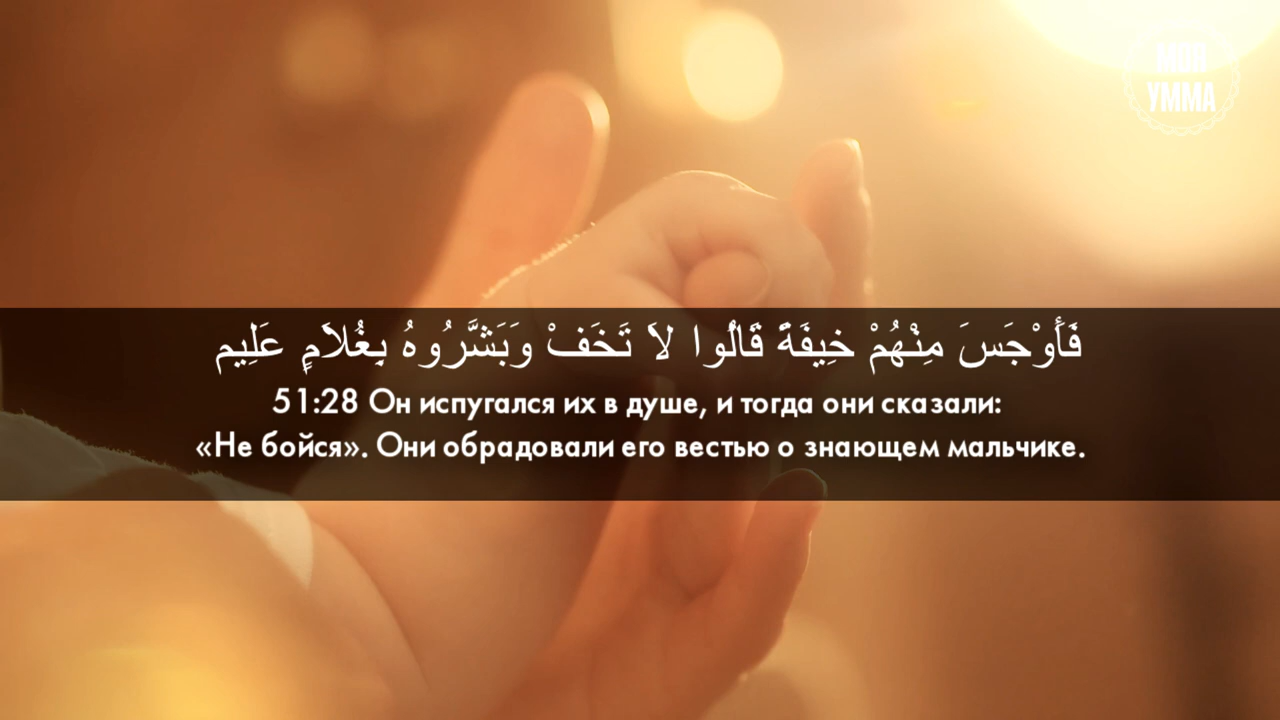 МОЯ
УММА
فَأَوْجَسَ مِنْهُمْ خِيفَةً قَالُوا لاَ تَخَفْ وَبَشَّرُوهُ بِغُلاَمٍ عَلِيم
51:28 Он испугался их в душе, и тогда они сказали:
«Не бойся». Они обрадовали его вестью о знающем мальчике.